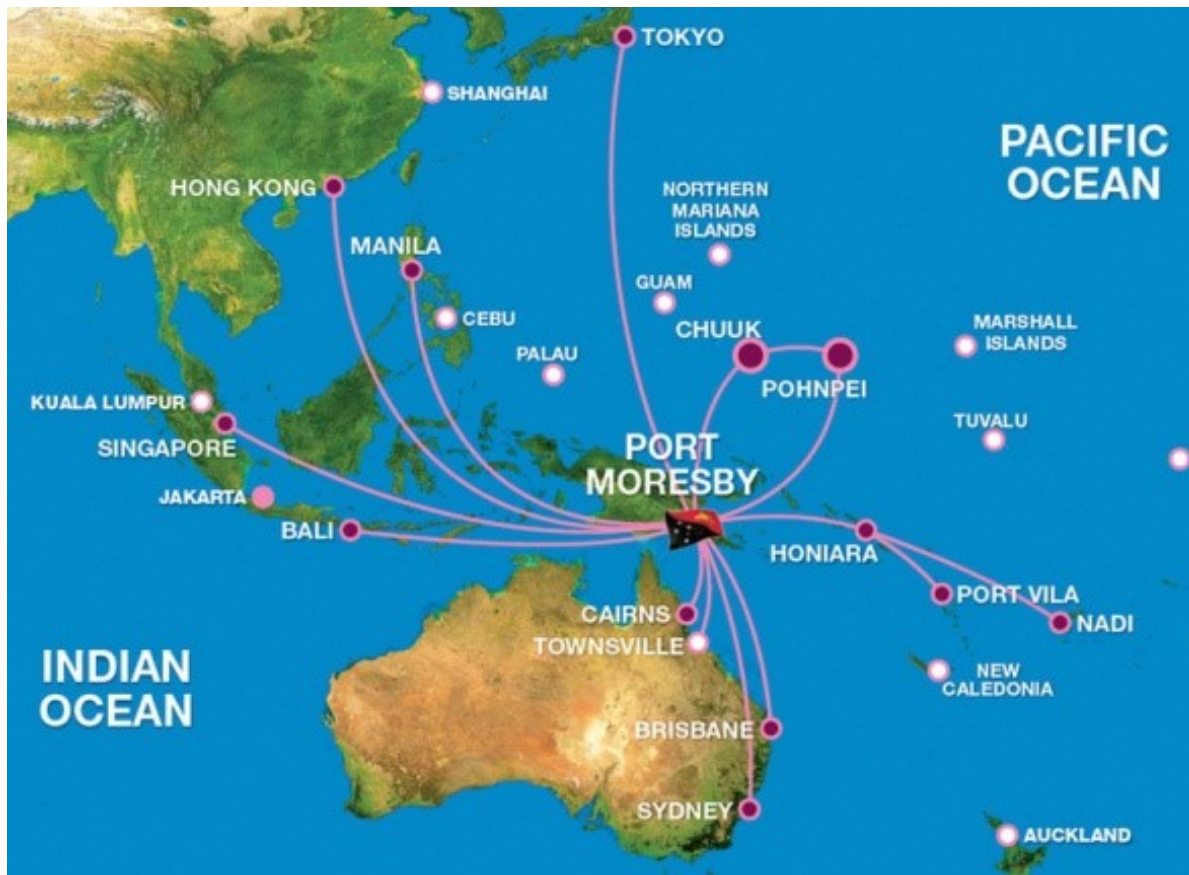 TOKYO
SHANGHAI
PACIFIC
OCEAN
HONG KONG
NORTHERN
MARIANA
ISLANDS
MANILA
GUAM
CEBU
CHUUK
MARSHALL
ISLANDS
PALAU
POHNPEI
KUALA LUMPUR
TUVALU
SINGAPORE
PORT
MORESBY
JAKARTA
BALI
HONIARA
CAIRNS
PORT VILA
NADI
TOWNSVILLE
INDIAN
OCEAN
NEW
CALEDONIA
BRISBANE
SYDNEY
AUCKLAND